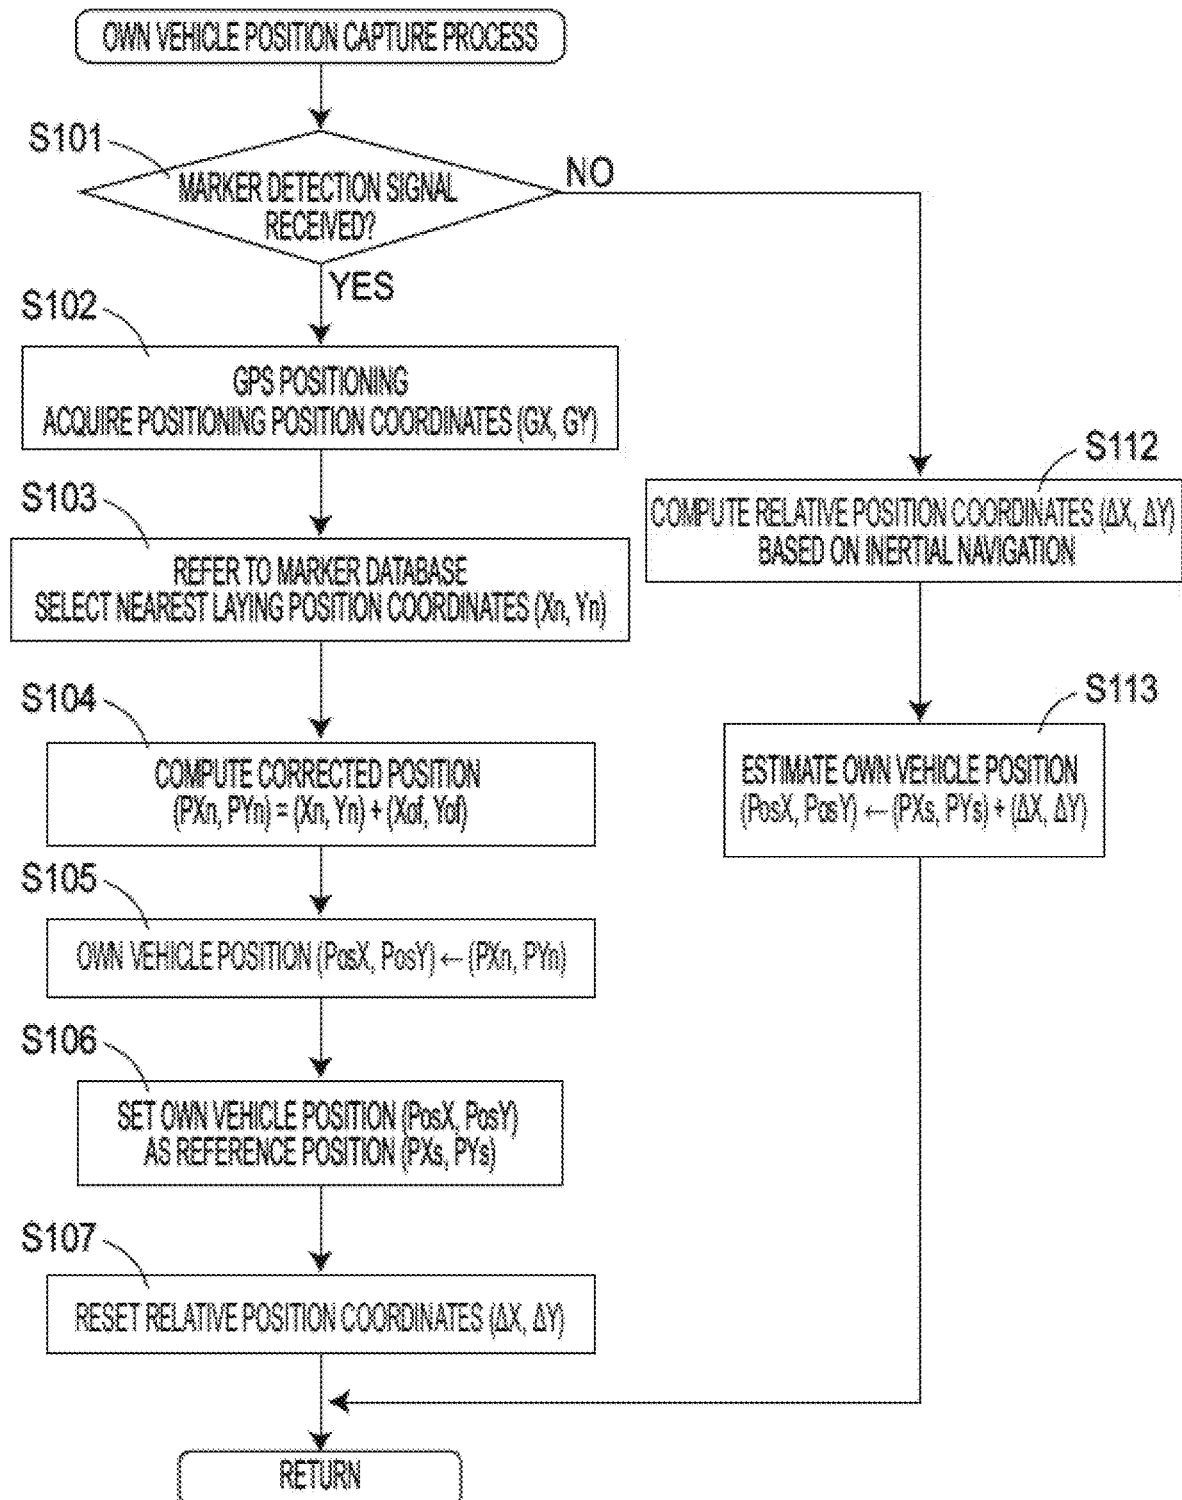 OWN VEHICLE POSITION CAPTURE PROCESS
S101
MARKER DETECTION SIGNAL
RECEIVED?
NO
YES
S102
GPS POSITIONING
ACQUIRE POSITIONING POSITION COORDINATES (GX, GY)
S103
REFER TO MARKER DATABASE
SELECT NEAREST LAYING POSITION COORDINATES (Xn, Yn)
S104
COMPUTE CORRECTED POSITION
(PXn, PYn) = (Xn, Yn) + (Xof, Yof)
S105
OWN VEHICLE POSITION (PosX, PosY) ← (PXn, PYn)
S106
SET OWN VEHICLE POSITION (PosX, PosY)
AS REFERENCE POSITION (PXs, PYs)
S107
RESET RELATIVE POSITION COORDINATES (ΔX, ΔY)
S112
COMPUTE RELATIVE POSITION COORDINATES (ΔX, ΔY)
BASED ON INERTIAL NAVIGATION
S113
ESTIMATE OWN VEHICLE POSITION
(PosX, PosY) ← (PXs, PYs) + (ΔX, ΔY)
RETURN